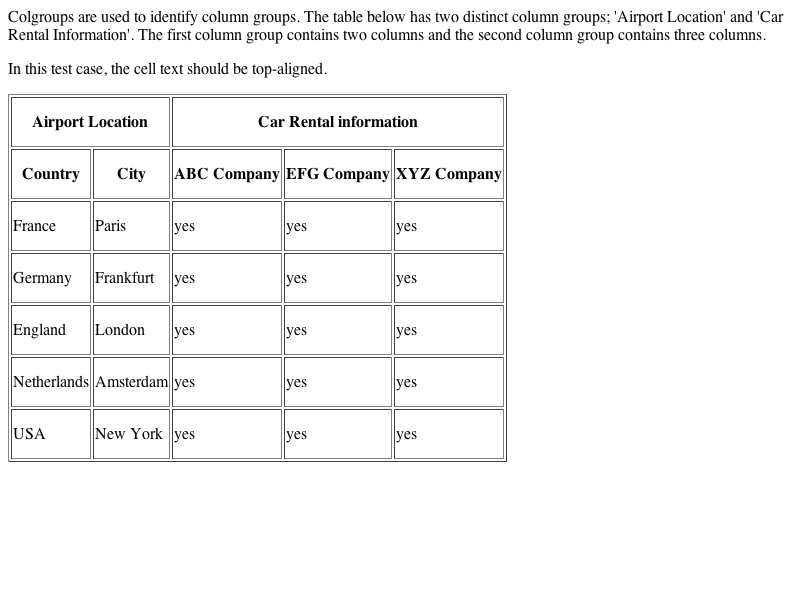 Colgroups are used to identify column groups. The table below has two distinct column groups; 'Airport Location' and 'Car
Rental Information'. The first column group contains two columns and the second column group contains three columns.
In this test case, the cell text should be top-aligned.
Airport Location Car Rental information
Country City ABC Company EFG Company XYZ Company
France Paris yes yes yes
Germany Frankfurt yes yes yes
England London yes yes yes
Netherlands Amsterdam yes yes yes
USA New York yes yes yes